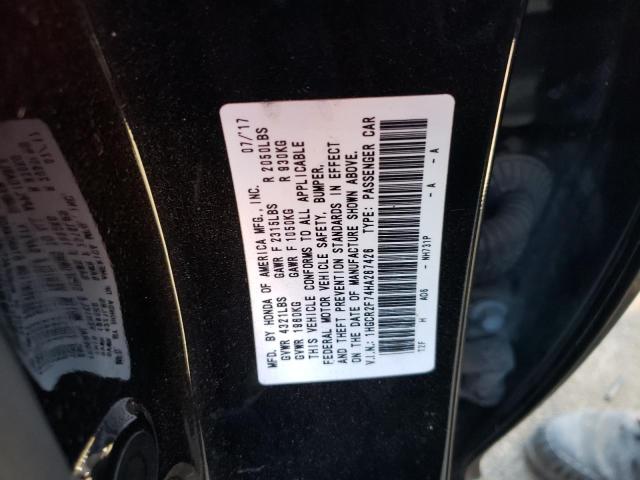 MFD. BY HONDA OF AMERICA MFG., INC. 07/'17
GVWR 4321LBS GAWR F 2315LBS R 2050LBS
GVWR 1960KG GAWR F 1050KG R 930KG
THIS VEHICLE CONFORMS TO ALL APPLICABLE
FEDERAL MOTOR VEHICLE SAFETY, BUMPER,
AND THEFT PREVENTION STANDARDS IN EFFECT
ON THE DATE OF MANUFACTURE SHOWN ABOVE.
V.I.N.: 1HGCR2F74HA267426 TYPE: PASSENGER CAR
12F H A06 - NH731P - A - A